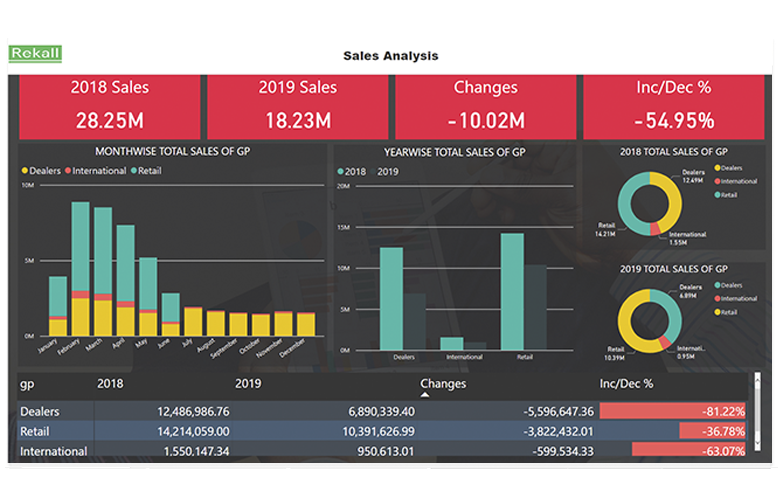 Rekall
Sales Analysis
2018 Sales
28.25M
2019 Sales
18.23M
Changes
-10.02M
Inc/Dec %
-54.95%
MONTHWISE TOTAL SALES OF GP
Dealers International Retail
10M
5M
0M
January February March April May June July August September October November December
YEARWISE TOTAL SALES OF GP
2018 2019
20M
15M
10M
5M
0M
Dealers International Retail
2018 TOTAL SALES OF GP
Dealers
12.49M
Retail
14.21M
International
1.55M
Dealers
International
Retail
2019 TOTAL SALES OF GP
Dealers
6.89M
Retail
10.39M
Internati...
0.95M
Dealers
International
Retail
gp 2018 2019 Changes Inc/Dec %
Dealers 12,486,986.76 6,890,339.40 -5,596,647.36 -81.22%
Retail 14,214,059.00 10,391,626.99 -3,822,432.01 -36.78%
International 1,550,147.34 950,613.01 -599,534.33 -63.07%